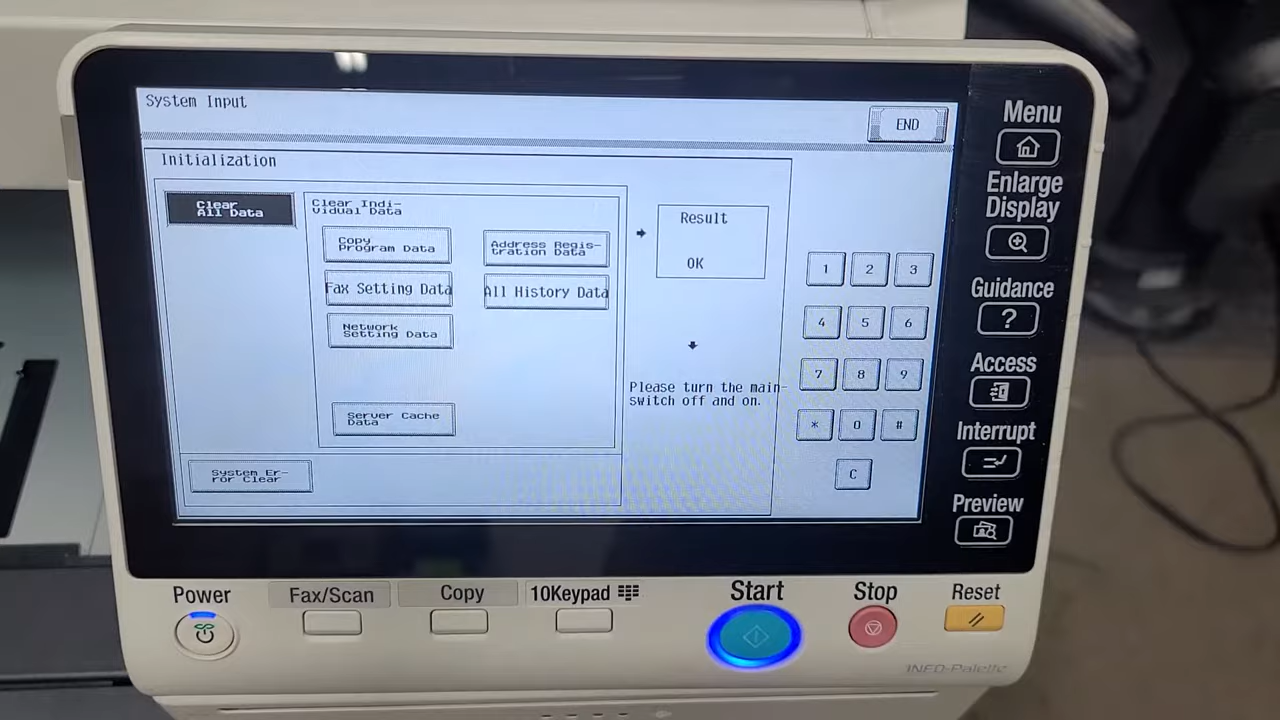 System Input
END
Initialization
Clear
All Data
Clear Indi-
vidual Data
Copy
Program Data
Address Regis-
tration Data
Fax Setting Data
All History Data
Network
Setting Data
Server Cache
Data
System Er-
ror Clear
Result
OK
Please turn the main
switch off and on.
1 2 3
4 5 6
7 8 9
* 0 #
C
Menu
Enlarge
Display
Guidance
?
Access
Interrupt
Preview
Power
Fax/Scan
Copy
10Keypad
Start
Stop
Reset
INFO-Palette